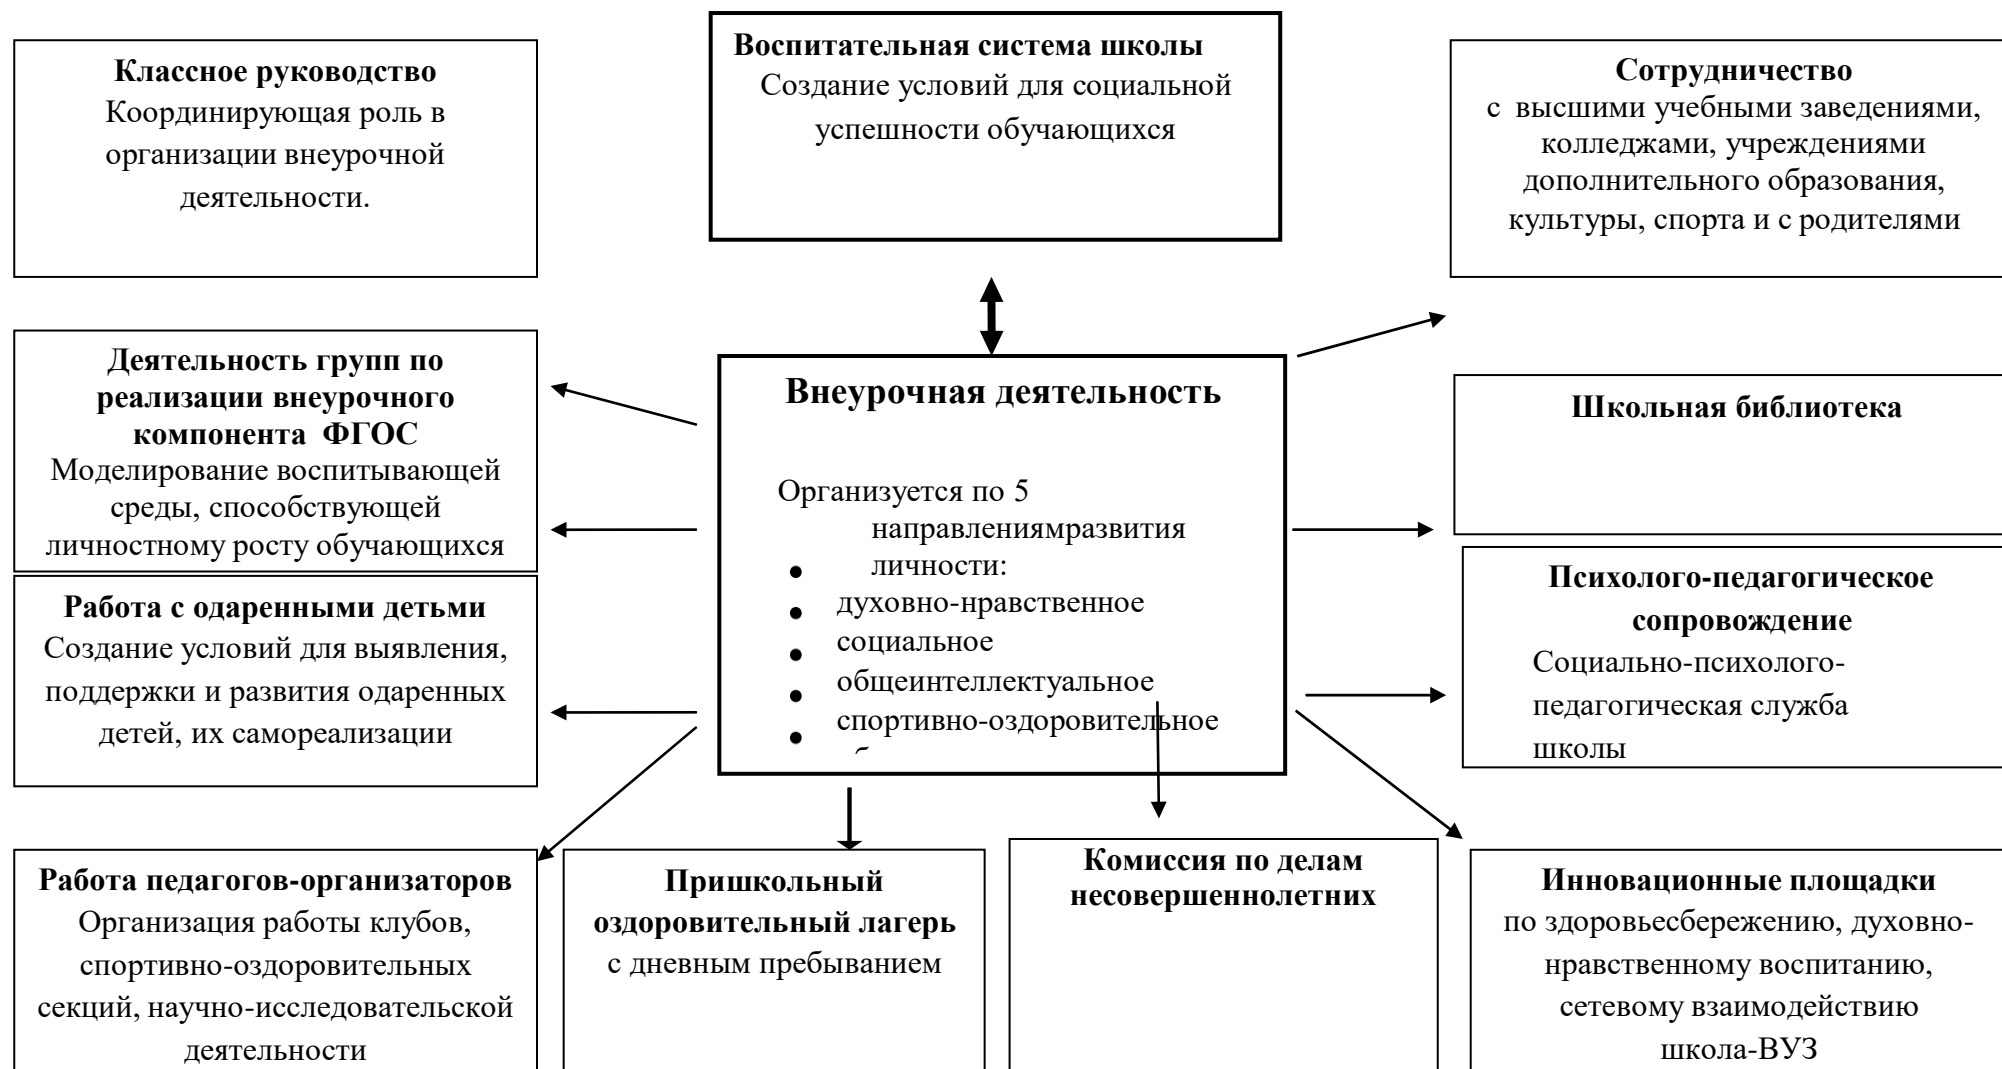 Классное руководство
Координирующая роль в
организации внеурочной
деятельности.
Воспитательная система школы
Создание условий для социальной
успешности обучающихся
Сотрудничество
с высшими учебными заведениями,
колледжами, учреждениями
дополнительного образования,
культуры, спорта и с родителями
Деятельность групп по
реализации внеурочного
компонента ФГОС
Моделирование воспитывающей
среды, способствующей
личностному росту обучающихся
Внеурочная деятельность
Организуется по 5
направлениямразвития
личности:
духовно-нравственное
социальное
общеинтеллектуальное
спортивно-оздоровительное
Школьная библиотека
Работа с одаренными детьми
Создание условий для выявления,
поддержки и развития одаренных
детей, их самореализации
Психолого-педагогическое
сопровождение
Социально-психолого-
педагогическая служба
школы
Работа педагогов-организаторов
Организация работы клубов,
спортивно-оздоровительных
секций, научно-исследовательской
деятельности
Пришкольный
оздоровительный лагерь
с дневным пребыванием
Комиссия по делам
несовершеннолетних
Инновационные площадки
по здоровьесбережению, духовно-
нравственному воспитанию,
сетевому взаимодействию
школа-ВУЗ